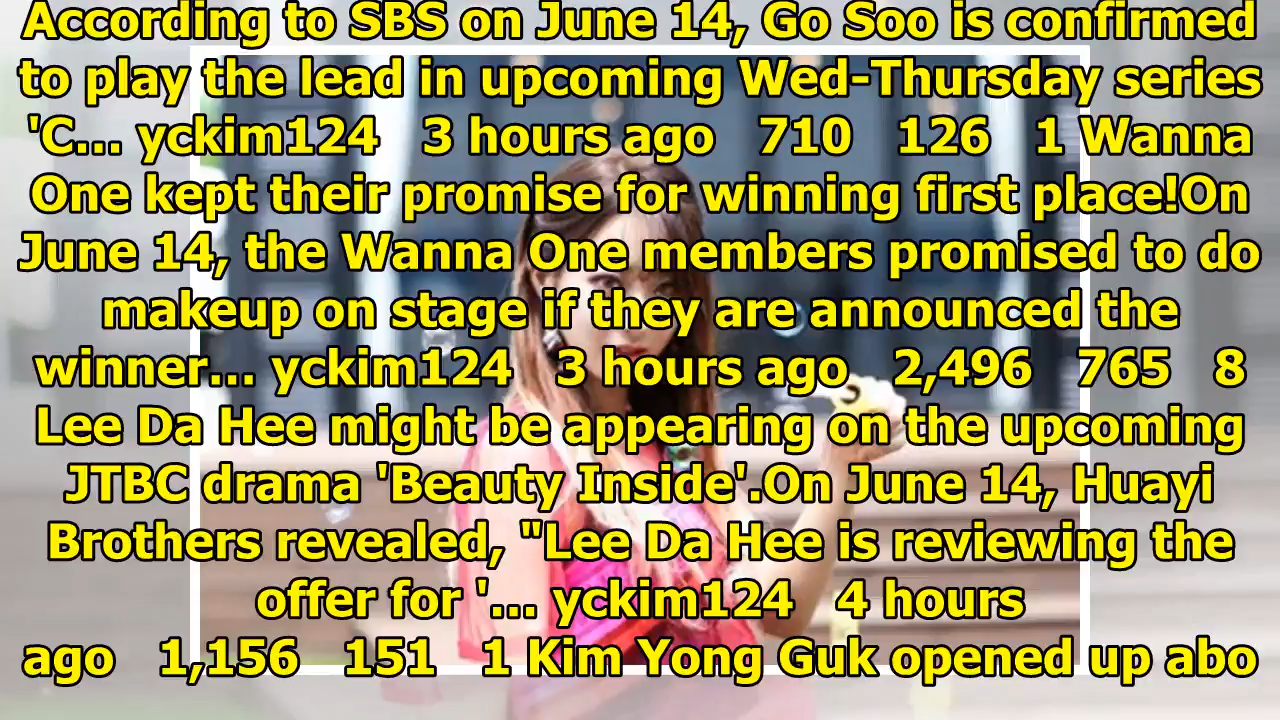 According to SBS on June 14, Go Soo is confirmed
to play the lead in upcoming Wed-Thursday series
'C... yckim124 3 hours ago 710 126 1 Wanna
One kept their promise for winning first place!On
June 14, the Wanna One members promised to do
makeup on stage if they are announced the
winner... yckim124 3 hours ago 2,496 765 8
Lee Da Hee might be appearing on the upcoming
JTBC drama 'Beauty Inside'.On June 14, Huayi
Brothers revealed, "Lee Da Hee is reviewing the
offer for '... yckim124 4 hours
ago 1,156 151 1 Kim Yong Guk opened up abo